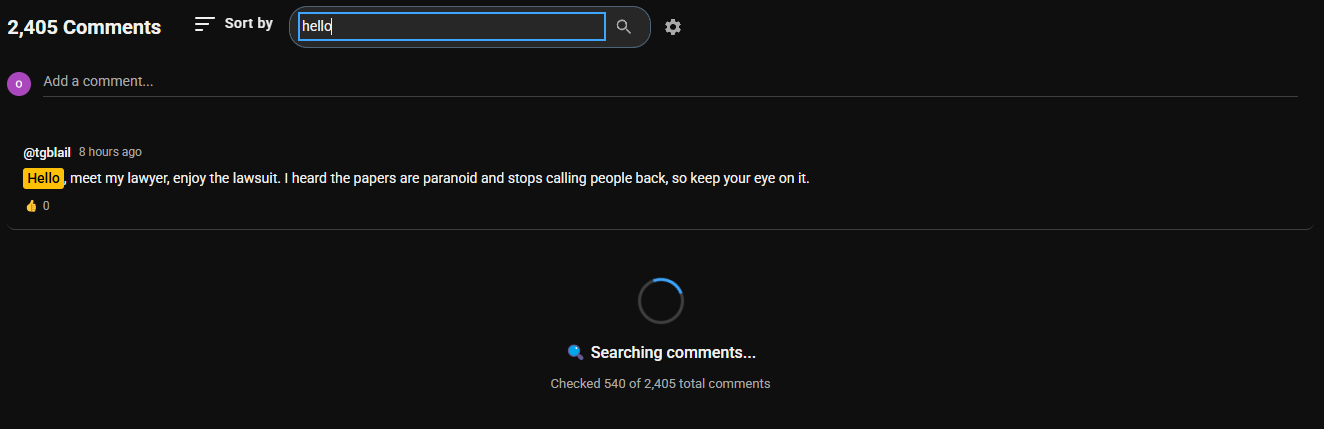 2,405 Comments Sort by hello
O Add a comment...
@tgblail 8 hours ago
Hello, meet my lawyer, enjoy the lawsuit. I heard the papers are paranoid and stops calling people back, so keep your eye on it.
👍 0
🔍 Searching comments...
Checked 540 of 2,405 total comments